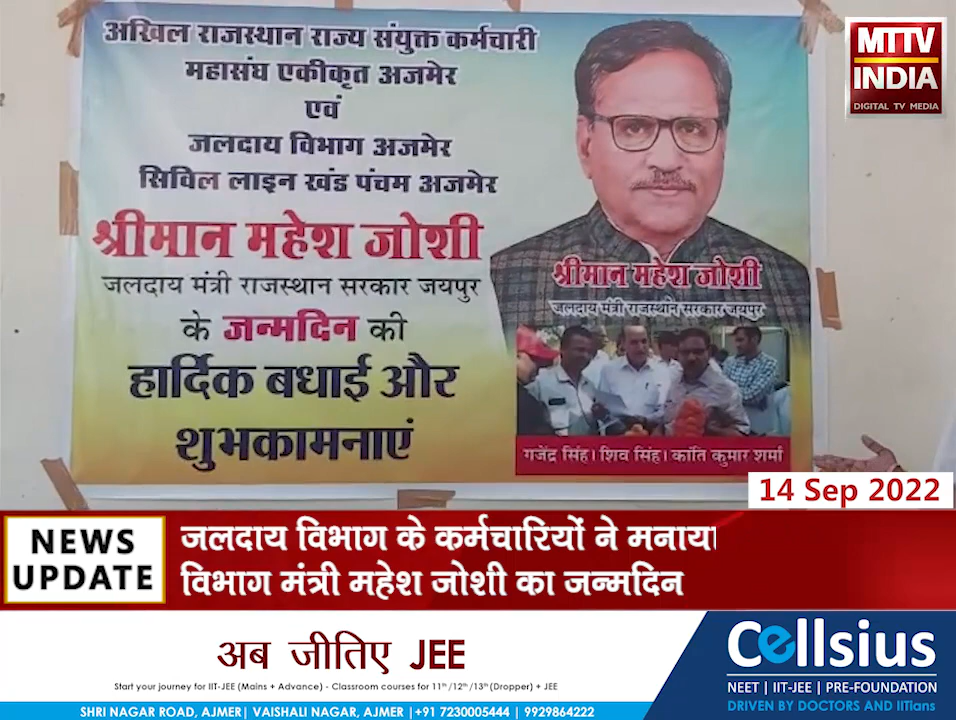 अखिल राजस्थान राज्य संयुक्त कर्मचारी
महासंघ एकीकृत अजमेर
एवं
जलदाय विभाग अजमेर
सिविल लाइन खंड पंचम अजमेर
श्रीमान महेश जोशी
जलदाय मंत्री राजस्थान सरकार जयपुर
के जन्मदिन की
हार्दिक बधाई और
शुभकामनाएं
श्रीमान महेश जोशी
जलदाय मंत्री राजस्थान सरकार जयपुर
गजेंद्र सिंह। शिव सिंह। कांति कुमार शर्मा
MTTV
INDIA
DIGITAL TV MEDIA
14 Sep 2022
NEWS
UPDATE
जलदाय विभाग के कर्मचारियों ने मनाया
विभाग मंत्री महेश जोशी का जन्मदिन
अब जीतिए JEE
Start your journey for IIT-JEE (Mains + Advance) - Classroom courses for 11th /12th /13th (Dropper) + JEE
SHRI NAGAR ROAD, AJMER| VAISHALI NAGAR, AJMER |+91 7230005444 | 9929864222
Cellsius
NEET | IIT-JEE | PRE-FOUNDATION
DRIVEN BY DOCTORS AND IITians